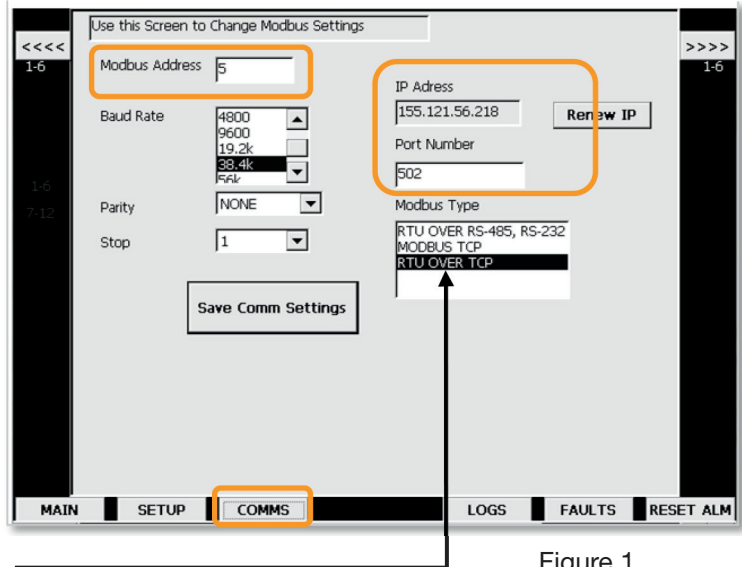 Use this Screen to Change Modbus Settings
<<<<
1-6
>>>>
1-6
Modbus Address 5
Baud Rate
4800
9600
19.2k
38.4k
56k
1-6
7-12
Parity NONE
Stop 1
Save Comm Settings
IP Adress
155.121.56.218 Renew IP
Port Number
502
Modbus Type
RTU OVER RS-485, RS-232
MODBUS TCP
RTU OVER TCP
MAIN SETUP COMMS LOGS FAULTS RESET ALM
Figure 1